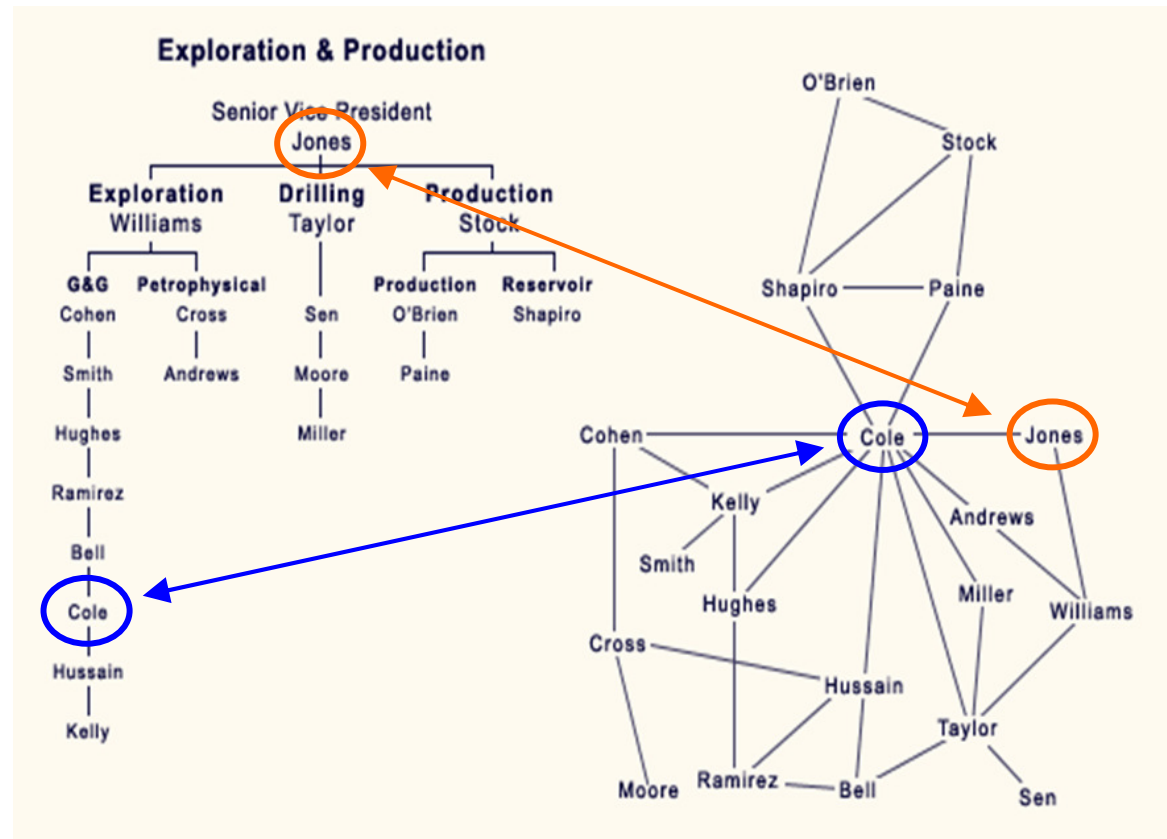 Exploration & Production
Senior Vice President
Jones
Exploration Drilling Production
Williams Taylor Stock
G&G Petrophysical Production Reservoir
Cohen Cross Sen O'Brien Shapiro
Smith Andrews Moore Paine
Hughes Miller
Ramirez
Bell
Cole
Hussain
Kelly
O'Brien
Stock
Shapiro Paine
Cohen Cole Jones
Kelly
Andrews
Smith
Miller
Hughes
Williams
Cross
Hussain
Taylor
Ramirez
Moore Bell
Sen